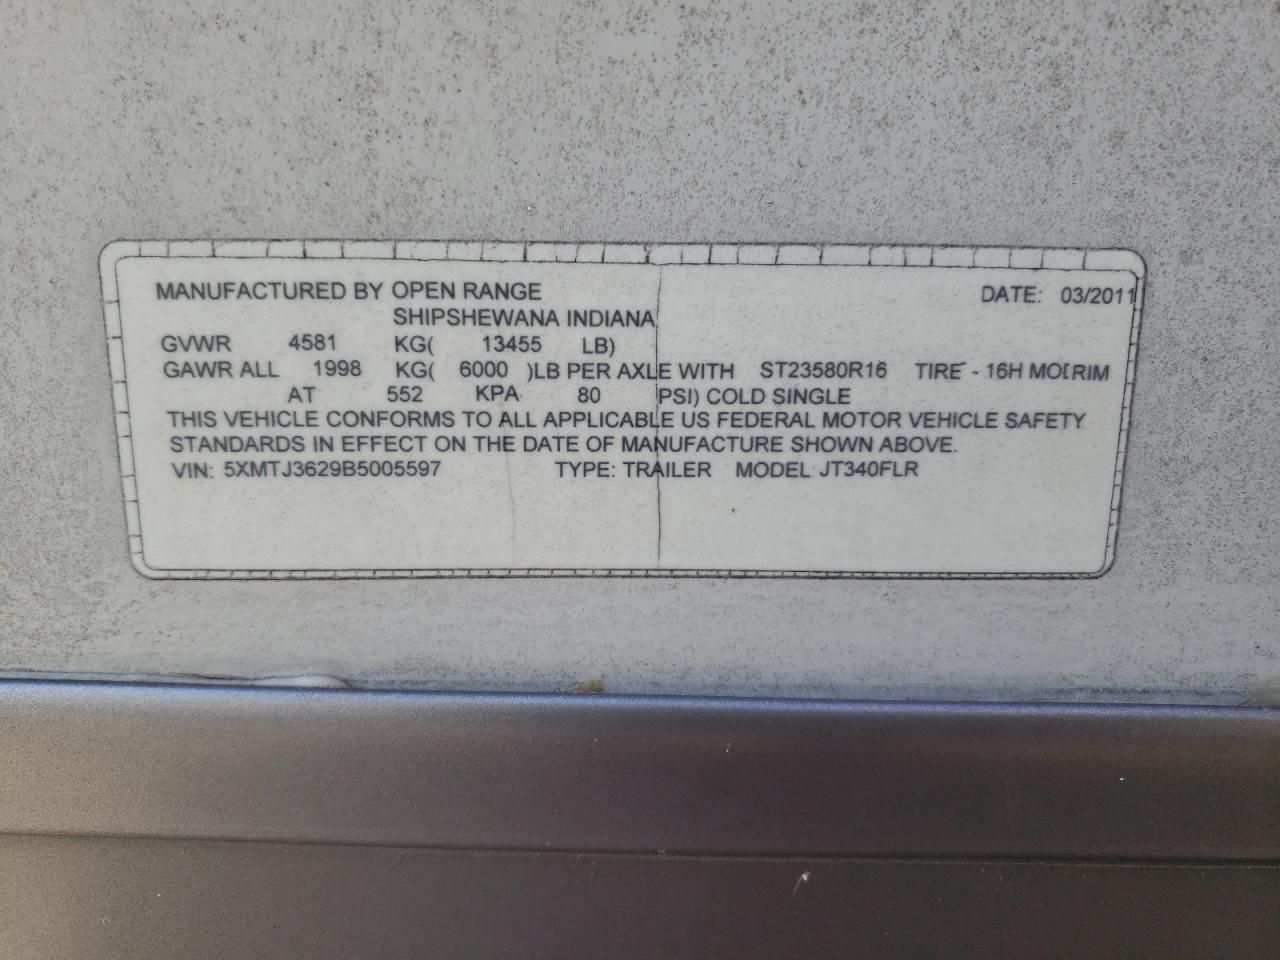 MANUFACTURED BY OPEN RANGE DATE: 03/2011
SHIPSHEWANA INDIANA
GVWR 4581 KG( 13455 LB)
GAWR ALL 1998 KG( 6000 )LB PER AXLE WITH ST23580R16 TIRE - 16H MOD RIM
AT 552 KPA 80 PSI) COLD SINGLE
THIS VEHICLE CONFORMS TO ALL APPLICABLE US FEDERAL MOTOR VEHICLE SAFETY
STANDARDS IN EFFECT ON THE DATE OF MANUFACTURE SHOWN ABOVE.
VIN: 5XMTJ3629B5005597 TYPE: TRAILER MODEL JT340FLR